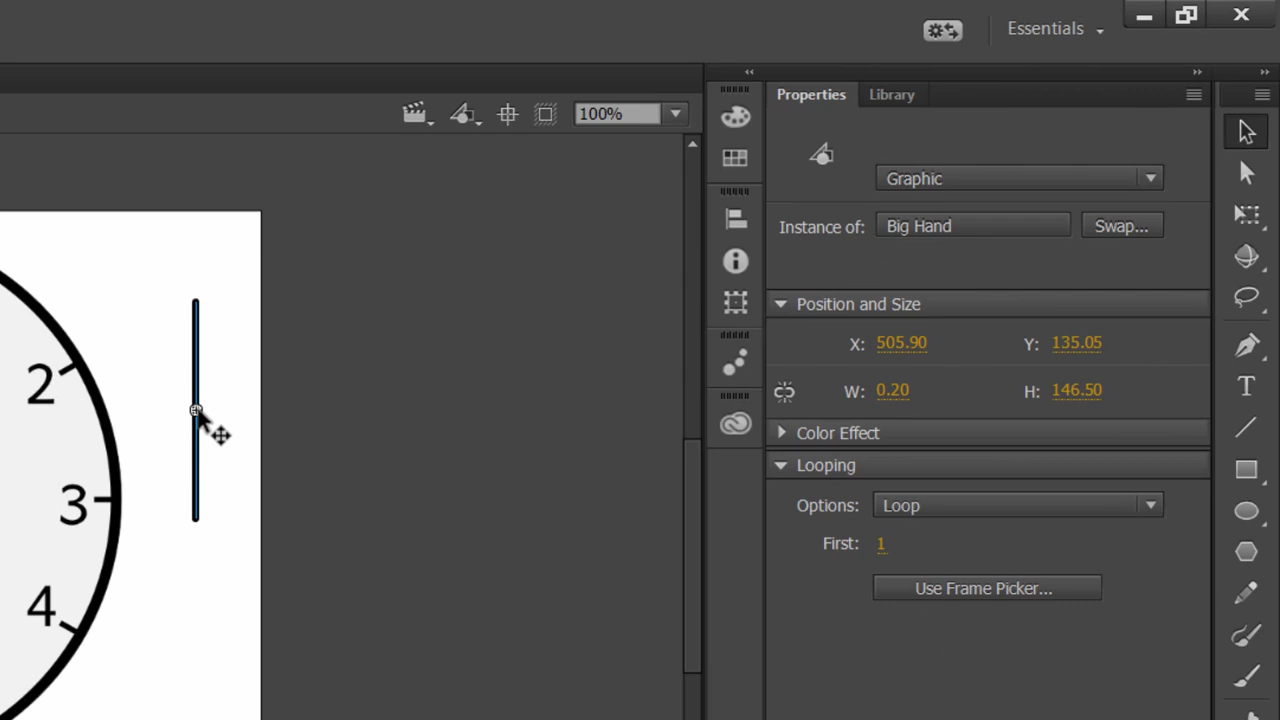 Essentials
100%
Properties Library
Graphic
Instance of: Big Hand Swap...
Position and Size
X: 505.90 Y: 135.05
W: 0.20 H: 146.50
Color Effect
Looping
Options: Loop
First: 1
Use Frame Picker...
2
3
4
T